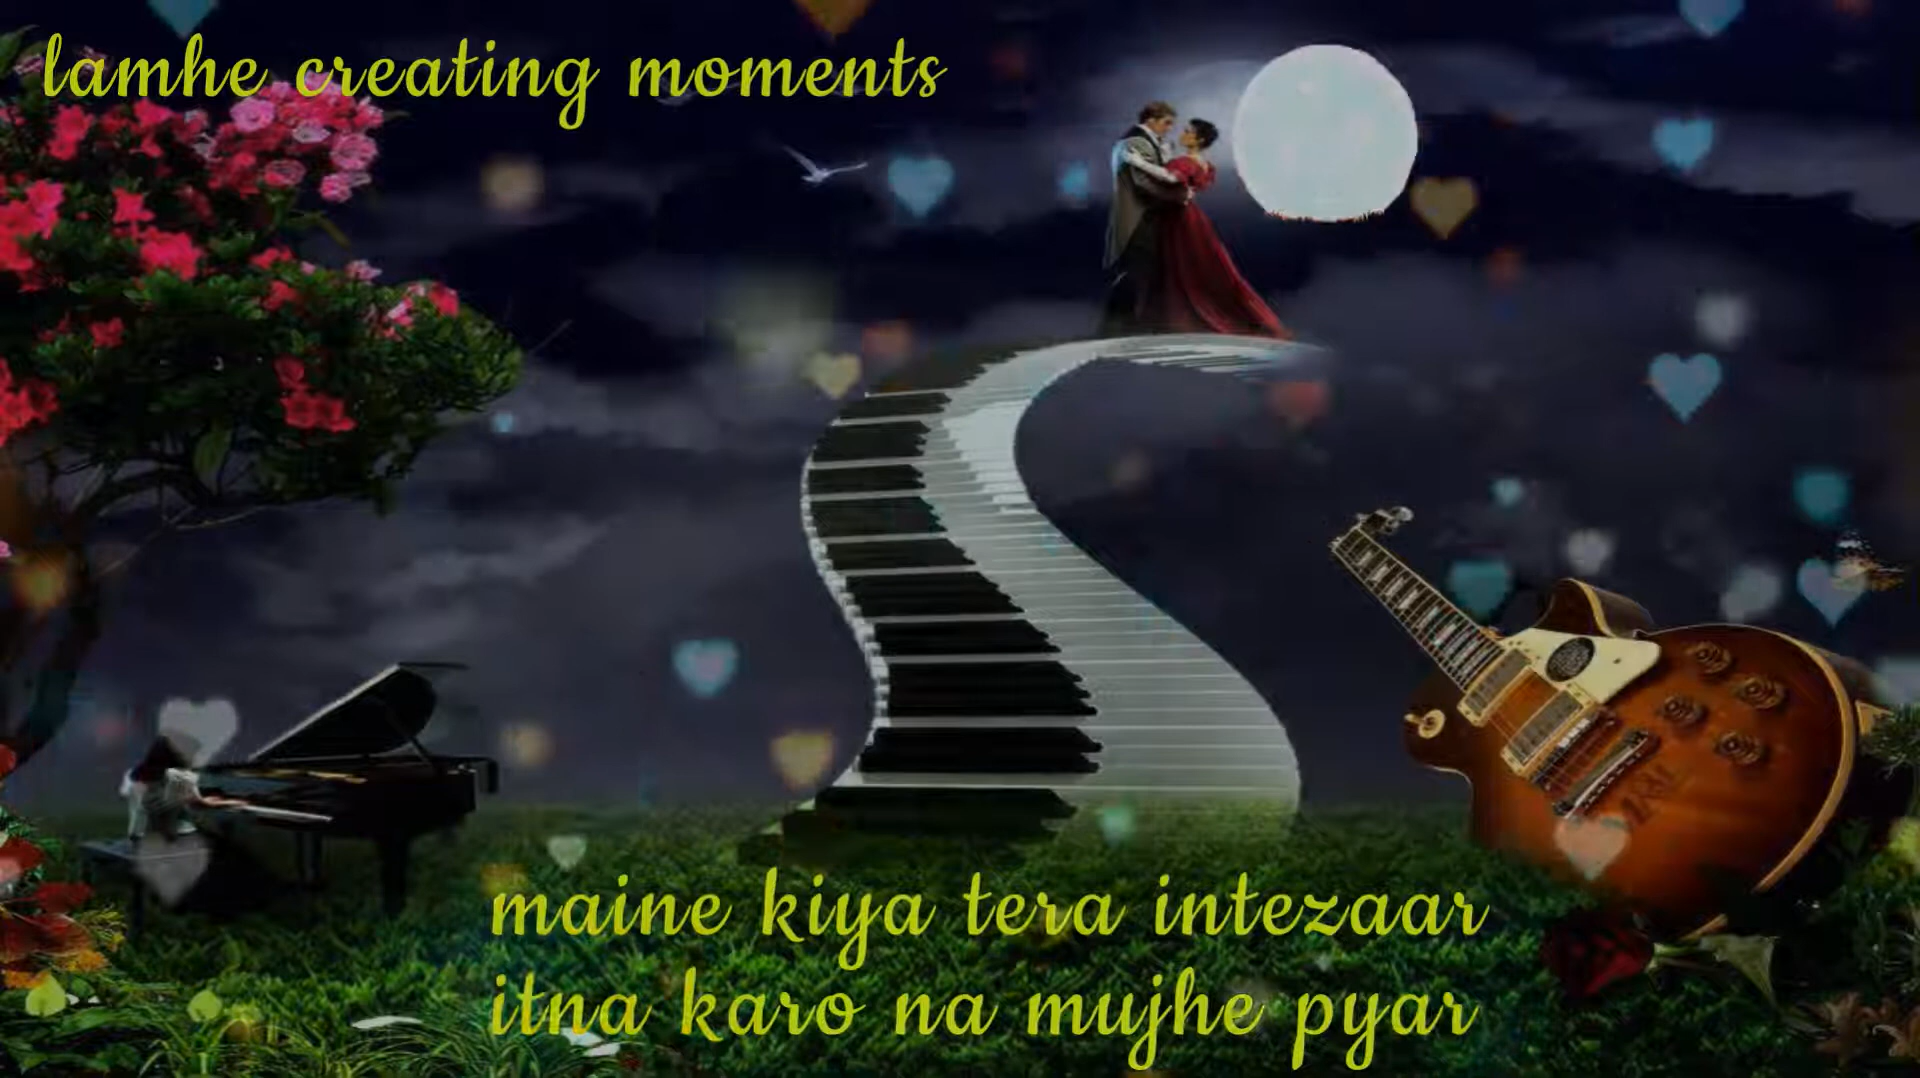 lamhe creating moments
maine kiya tera intezaar
itna karo na mujhe pyar